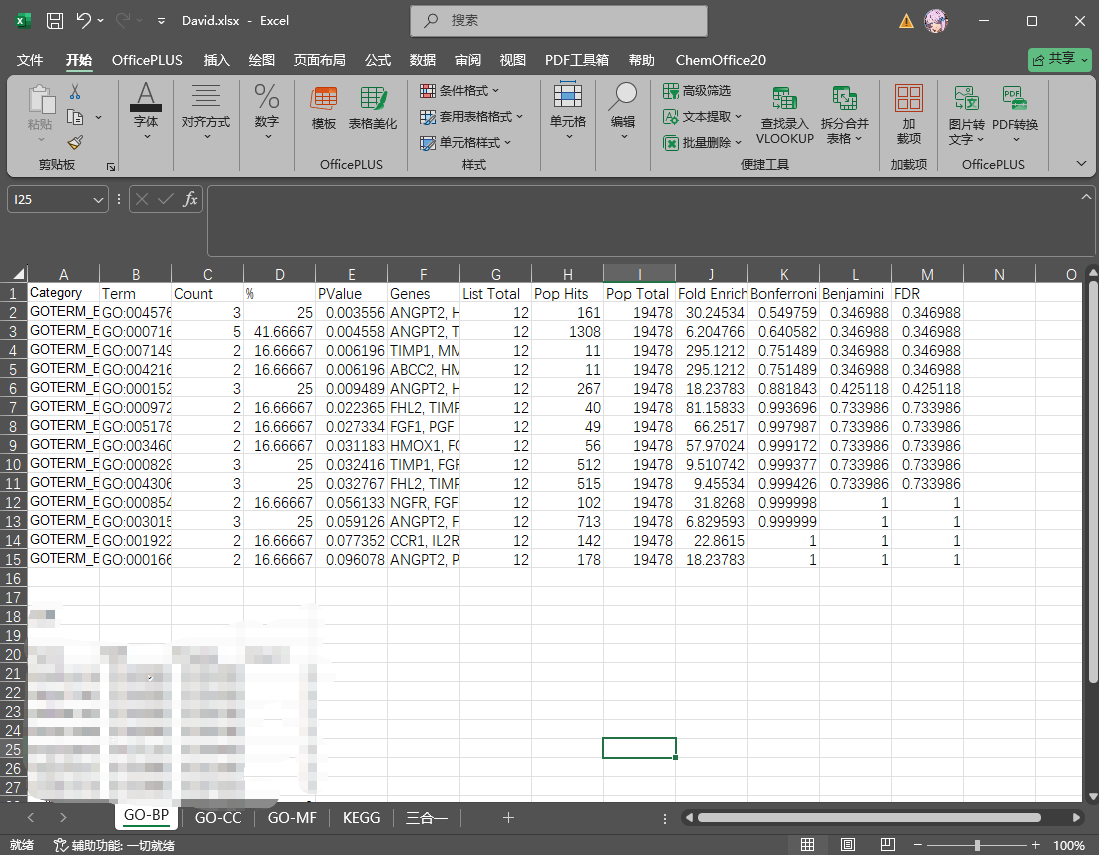 David.xlsx - Excel
搜索
文件 开始 OfficePLUS 插入 绘图 页面布局 公式 数据 审阅 视图 PDF工具箱 帮助 ChemOffice20 共享
粘贴 字体 对齐方式 数字 模板 表格美化 条件格式 套用表格格式 单元格样式 单元格 编辑 高级筛选 文本提取 批量删除 查找录入 VLOOKUP 拆分合并 表格 加 载项 图片转 文字 PDF转换
剪贴板 OfficePLUS 样式 便捷工具 加载项 OfficePLUS
I25 fx
A B C D E F G H I J K L M N O
1 Category Term Count % PValue Genes List Total Pop Hits Pop Total Fold Enrich Bonferroni Benjamini FDR
2 GOTERM_E GO:004576 3 25 0.003556 ANGPT2, H 12 161 19478 30.24534 0.549759 0.346988 0.346988
3 GOTERM_E GO:000716 5 41.66667 0.004558 ANGPT2, T 12 1308 19478 6.204766 0.640582 0.346988 0.346988
4 GOTERM_E GO:007149 2 16.66667 0.006196 TIMP1, MM 12 11 19478 295.1212 0.751489 0.346988 0.346988
5 GOTERM_E GO:004216 2 16.66667 0.006196 ABCC2, HM 12 11 19478 295.1212 0.751489 0.346988 0.346988
6 GOTERM_E GO:000152 3 25 0.009489 ANGPT2, H 12 267 19478 18.23783 0.881843 0.425118 0.425118
7 GOTERM_E GO:000972 2 16.66667 0.022365 FHL2, TIMP 12 40 19478 81.15833 0.993696 0.733986 0.733986
8 GOTERM_E GO:005178 2 16.66667 0.027334 FGF1, PGF 12 49 19478 66.2517 0.997987 0.733986 0.733986
9 GOTERM_E GO:003460 2 16.66667 0.031183 HMOX1, FG 12 56 19478 57.97024 0.999172 0.733986 0.733986
10 GOTERM_E GO:000828 3 25 0.032416 TIMP1, FGF 12 512 19478 9.510742 0.999377 0.733986 0.733986
11 GOTERM_E GO:004306 3 25 0.032767 FHL2, TIMP 12 515 19478 9.45534 0.999426 0.733986 0.733986
12 GOTERM_E GO:000854 2 16.66667 0.056133 NGFR, FGF 12 102 19478 31.8268 0.999998 1 1
13 GOTERM_E GO:003015 3 25 0.059126 ANGPT2, F 12 713 19478 6.829593 0.999999 1 1
14 GOTERM_E GO:001922 2 16.66667 0.077352 CCR1, IL2R 12 142 19478 22.8615 1 1 1
15 GOTERM_E GO:000166 2 16.66667 0.096078 ANGPT2, P 12 178 19478 18.23783 1 1 1
16
17
18
19
20
21
22
23
24
25
26
27
GO-BP GO-CC GO-MF KEGG 三合一
就绪 辅助功能: 一切就绪 100%